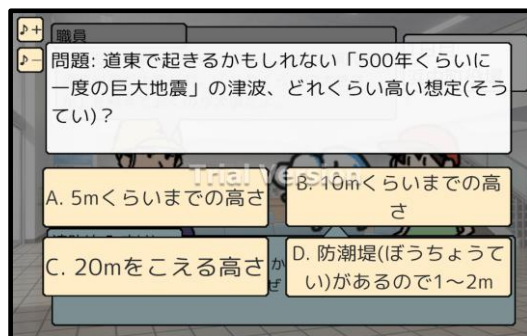 ♪+
職員
♪−
問題: 道東で起きるかもしれない「500年くらいに
一度の巨大地震」の津波、どれくらい高い想定(そう
てい)？
Trial Version
A. 5mくらいまでの高さ
B. 10mくらいまでの高
さ
C. 20mをこえる高さ
か
ぜ
D. 防潮堤(ぼうちょうて
い)があるので1〜2m